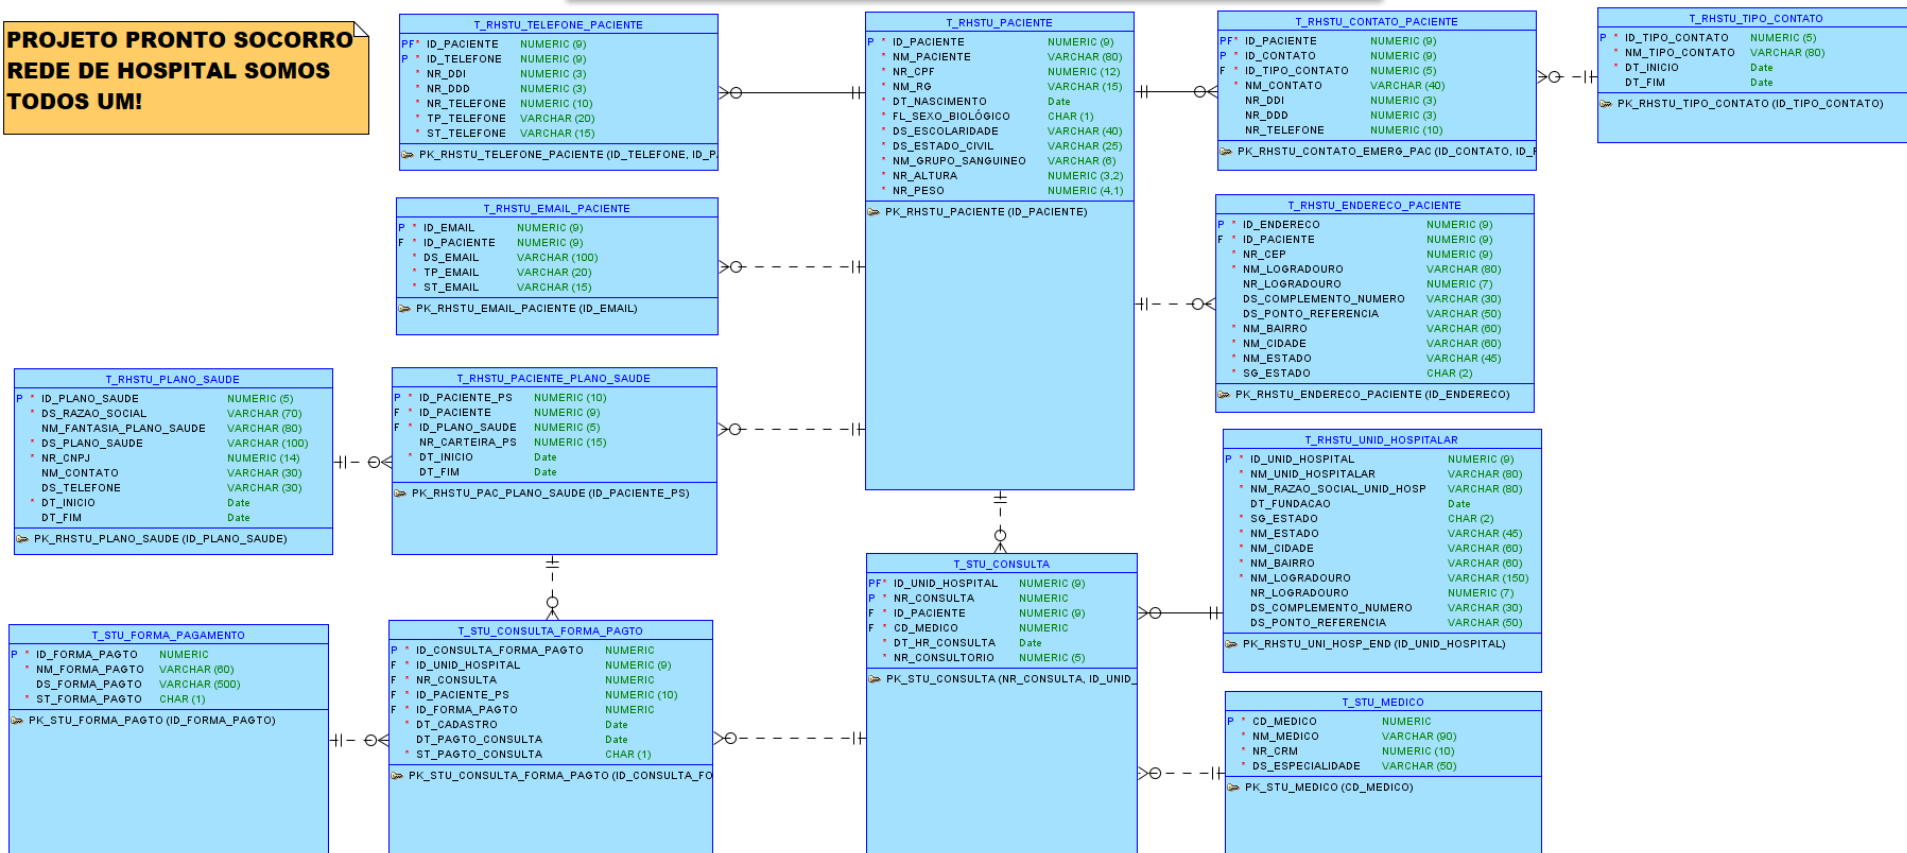 PROJETO PRONTO SOCORRO
REDE DE HOSPITAL SOMOS
TODOS UM!
T_RHSTU_TELEFONE_PACIENTE
PF* ID_PACIENTE NUMERIC (9)
P * ID_TELEFONE NUMERIC (9)
* NR_DDI NUMERIC (3)
* NR_DDD NUMERIC (3)
* NR_TELEFONE NUMERIC (10)
* TP_TELEFONE VARCHAR (20)
* ST_TELEFONE VARCHAR (15)
PK_RHSTU_TELEFONE_PACIENTE (ID_TELEFONE, ID_P
T_RHSTU_PACIENTE
P * ID_PACIENTE NUMERIC (9)
* NM_PACIENTE VARCHAR (80)
* NR_CPF NUMERIC (12)
* NM_RG VARCHAR (15)
* DT_NASCIMENTO Date
* FL_SEXO_BIOLÓGICO CHAR (1)
* DS_ESCOLARIDADE VARCHAR (40)
* DS_ESTADO_CIVIL VARCHAR (25)
* NM_GRUPO_SANGUINEO VARCHAR (6)
* NR_ALTURA NUMERIC (3,2)
* NR_PESO NUMERIC (4,1)
PK_RHSTU_PACIENTE (ID_PACIENTE)
T_RHSTU_CONTATO_PACIENTE
PF* ID_PACIENTE NUMERIC (9)
P * ID_CONTATO NUMERIC (9)
F * ID_TIPO_CONTATO NUMERIC (5)
* NM_CONTATO VARCHAR (40)
NR_DDI NUMERIC (3)
NR_DDD NUMERIC (3)
NR_TELEFONE NUMERIC (10)
PK_RHSTU_CONTATO_EMERG_PAC (ID_CONTATO, ID_P
T_RHSTU_TIPO_CONTATO
P * ID_TIPO_CONTATO NUMERIC (5)
* NM_TIPO_CONTATO VARCHAR (80)
* DT_INICIO Date
DT_FIM Date
PK_RHSTU_TIPO_CONTATO (ID_TIPO_CONTATO)
T_RHSTU_EMAIL_PACIENTE
P * ID_EMAIL NUMERIC (9)
F * ID_PACIENTE NUMERIC (9)
* DS_EMAIL VARCHAR (100)
* TP_EMAIL VARCHAR (20)
* ST_EMAIL VARCHAR (15)
PK_RHSTU_EMAIL_PACIENTE (ID_EMAIL)
T_RHSTU_ENDERECO_PACIENTE
P * ID_ENDERECO NUMERIC (9)
F * ID_PACIENTE NUMERIC (9)
* NR_CEP NUMERIC (9)
* NM_LOGRADOURO VARCHAR (80)
NR_LOGRADOURO NUMERIC (7)
DS_COMPLEMENTO_NUMERO VARCHAR (30)
DS_PONTO_REFERENCIA VARCHAR (50)
* NM_BAIRRO VARCHAR (60)
* NM_CIDADE VARCHAR (60)
* NM_ESTADO VARCHAR (45)
* SG_ESTADO CHAR (2)
PK_RHSTU_ENDERECO_PACIENTE (ID_ENDERECO)
T_RHSTU_PLANO_SAUDE
P * ID_PLANO_SAUDE NUMERIC (5)
* DS_RAZAO_SOCIAL VARCHAR (70)
NM_FANTASIA_PLANO_SAUDE VARCHAR (80)
* DS_PLANO_SAUDE VARCHAR (100)
* NR_CNPJ NUMERIC (14)
NM_CONTATO VARCHAR (30)
DS_TELEFONE VARCHAR (30)
* DT_INICIO Date
DT_FIM Date
PK_RHSTU_PLANO_SAUDE (ID_PLANO_SAUDE)
T_RHSTU_PACIENTE_PLANO_SAUDE
P * ID_PACIENTE_PS NUMERIC (10)
F * ID_PACIENTE NUMERIC (9)
F * ID_PLANO_SAUDE NUMERIC (5)
NR_CARTEIRA_PS NUMERIC (15)
* DT_INICIO Date
DT_FIM Date
PK_RHSTU_PAC_PLANO_SAUDE (ID_PACIENTE_PS)
T_RHSTU_UNID_HOSPITALAR
P * ID_UNID_HOSPITAL NUMERIC (9)
* NM_UNID_HOSPITALAR VARCHAR (80)
* NM_RAZAO_SOCIAL_UNID_HOSP VARCHAR (80)
DT_FUNDACAO Date
* SG_ESTADO CHAR (2)
* NM_ESTADO VARCHAR (45)
* NM_CIDADE VARCHAR (60)
* NM_BAIRRO VARCHAR (60)
* NM_LOGRADOURO VARCHAR (150)
NR_LOGRADOURO NUMERIC (7)
DS_COMPLEMENTO_NUMERO VARCHAR (30)
DS_PONTO_REFERENCIA VARCHAR (50)
PK_RHSTU_UNI_HOSP_END (ID_UNID_HOSPITAL)
T_STU_FORMA_PAGAMENTO
P * ID_FORMA_PAGTO NUMERIC
* NM_FORMA_PAGTO VARCHAR (60)
DS_FORMA_PAGTO VARCHAR (500)
* ST_FORMA_PAGTO CHAR (1)
PK_STU_FORMA_PAGTO (ID_FORMA_PAGTO)
T_STU_CONSULTA_FORMA_PAGTO
P * ID_CONSULTA_FORMA_PAGTO NUMERIC
F * ID_UNID_HOSPITAL NUMERIC (9)
F * NR_CONSULTA NUMERIC
F * ID_PACIENTE_PS NUMERIC (10)
F * ID_FORMA_PAGTO NUMERIC
* DT_CADASTRO Date
DT_PAGTO_CONSULTA Date
* ST_PAGTO_CONSULTA CHAR (1)
PK_STU_CONSULTA_FORMA_PAGTO (ID_CONSULTA_FO
T_STU_CONSULTA
PF* ID_UNID_HOSPITAL NUMERIC (9)
P * NR_CONSULTA NUMERIC
F * ID_PACIENTE NUMERIC (9)
F * CD_MEDICO NUMERIC
* DT_HR_CONSULTA Date
* NR_CONSULTORIO NUMERIC (5)
PK_STU_CONSULTA (NR_CONSULTA, ID_UNID_
T_STU_MEDICO
P * CD_MEDICO NUMERIC
* NM_MEDICO VARCHAR (90)
* NR_CRM NUMERIC (10)
* DS_ESPECIALIDADE VARCHAR (50)
PK_STU_MEDICO (CD_MEDICO)